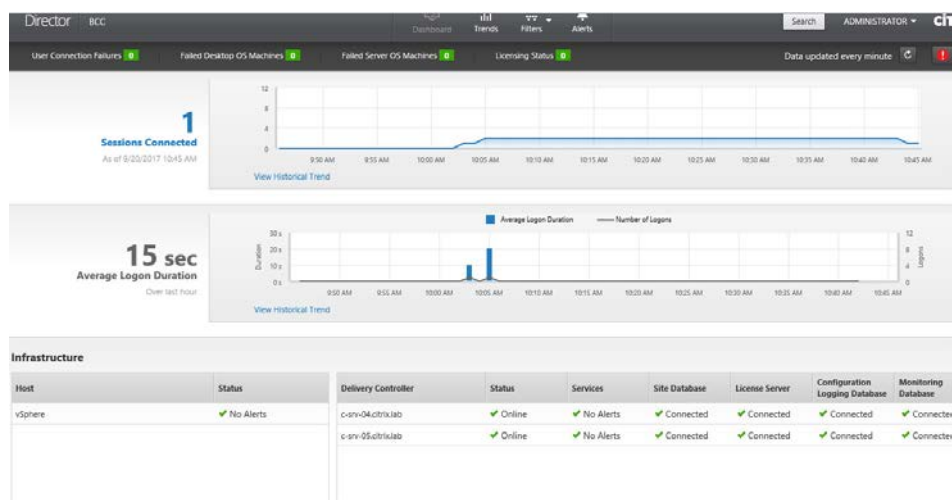 Director BCC Dashboard Trends Filters Alerts Search ADMINISTRATOR cit
User Connection Failures 0 Failed Desktop OS Machines 0 Failed Server OS Machines 0 Licensing Status 0 Data updated every minute
1
Sessions Connected
As of 9/20/2017 10:45 AM
12
8
4
0
9:50 AM 9:55 AM 10:00 AM 10:05 AM 10:10 AM 10:15 AM 10:20 AM 10:25 AM 10:30 AM 10:35 AM 10:40 AM 10:45 AM
View Historical Trend
15 sec
Average Logon Duration
Over last hour
Average Logon Duration Number of Logons
Duration
30 s
20 s
10 s
0 s
12
8
4
0
Logons
9:50 AM 9:55 AM 10:00 AM 10:05 AM 10:10 AM 10:15 AM 10:20 AM 10:25 AM 10:30 AM 10:35 AM 10:40 AM 10:45 AM
View Historical Trend
Infrastructure
Host Status Delivery Controller Status Services Site Database License Server Configuration Logging Database Monitoring Database
vSphere No Alerts c-srv-04.citrix.lab Online No Alerts Connected Connected Connected Connected
c-srv-05.citrix.lab Online No Alerts Connected Connected Connected Connected